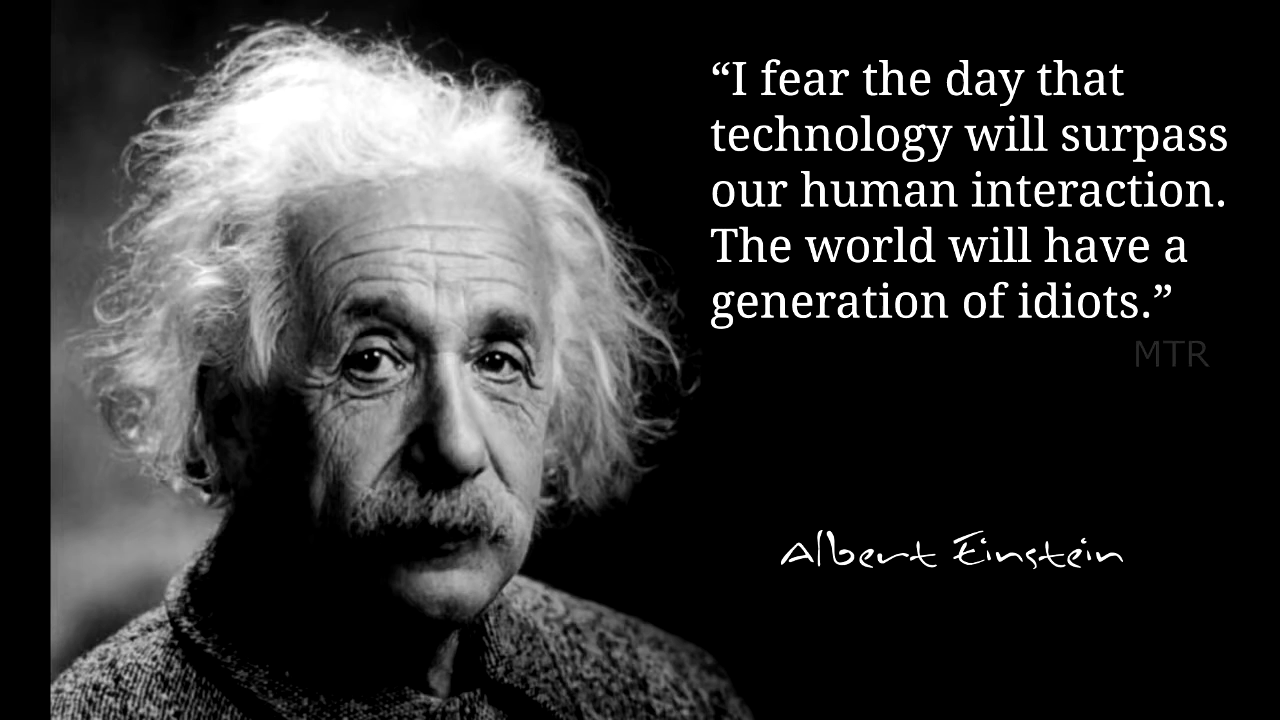 “I fear the day that
technology will surpass
our human interaction.
The world will have a
generation of idiots.”
MTR
Albert Einstein